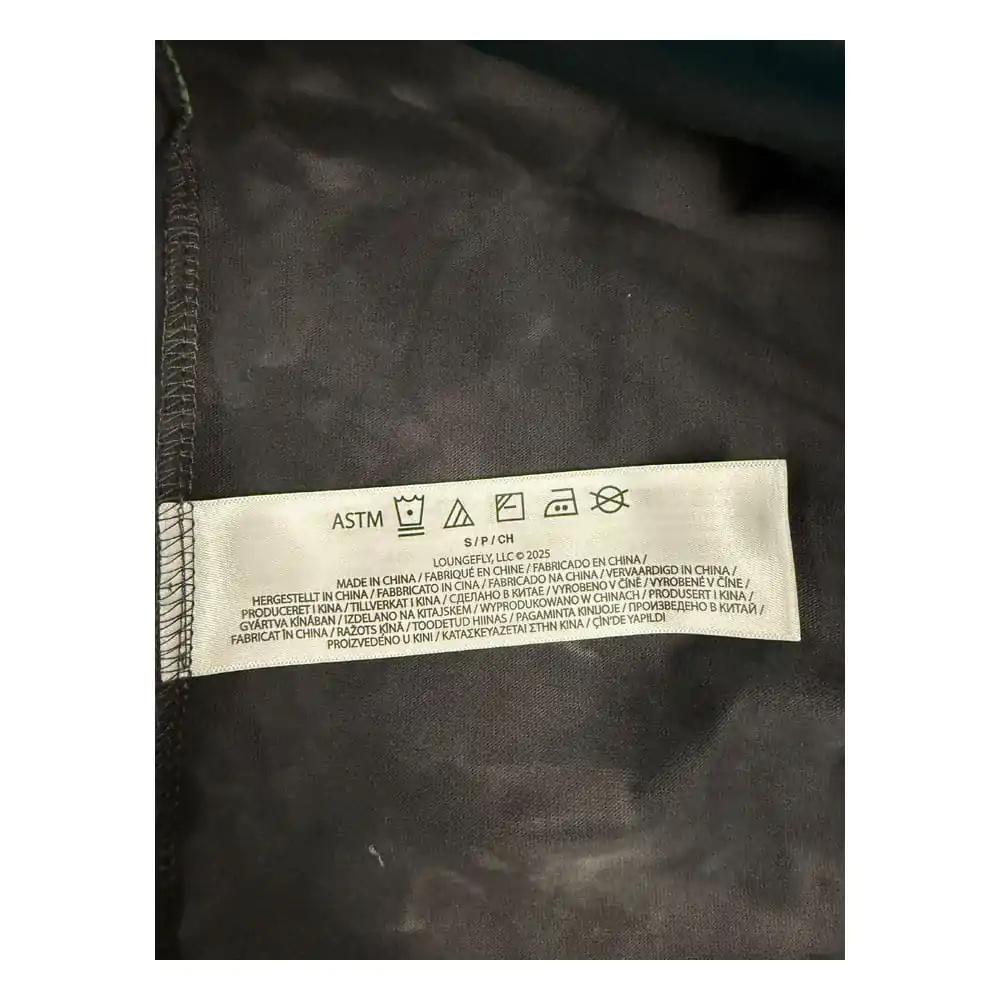 ASTM
S / P / CH
LOUNGEFLY, LLC © 2025
MADE IN CHINA / FABRIQUÉ EN CHINE / FABRICADO EN CHINA /
HERGESTELLT IN CHINA / FABBRICATO IN CINA / FABRICADO NA CHINA / VERVAARDIGD IN CHINA /
PRODUCERET I KINA / TILLVERKAT I KINA / СДЕЛАНО В КИТАЕ / VYROBENO V ČÍNĚ / VYROBENÉ V ČÍNE /
GYÁRTVA KÍNÁBAN / IZDELANO NA KITAJSKEM / WYPRODUKOWANO W CHINACH / PRODUSERT I KINA /
FABRICAT ÎN CHINA / RAŽOTS ĶĪNĀ / TOODETUD HIINAS / PAGAMINTA KINIJOJE / ПРОИЗВЕДЕНО В КИТАЙ /
PROIZVEDENO U KINI / ΚΑΤΑΣΚΕΥΑΖΕΤΑΙ ΣΤΗΝ ΚΙΝΑ / ÇİN'DE YAPILDI